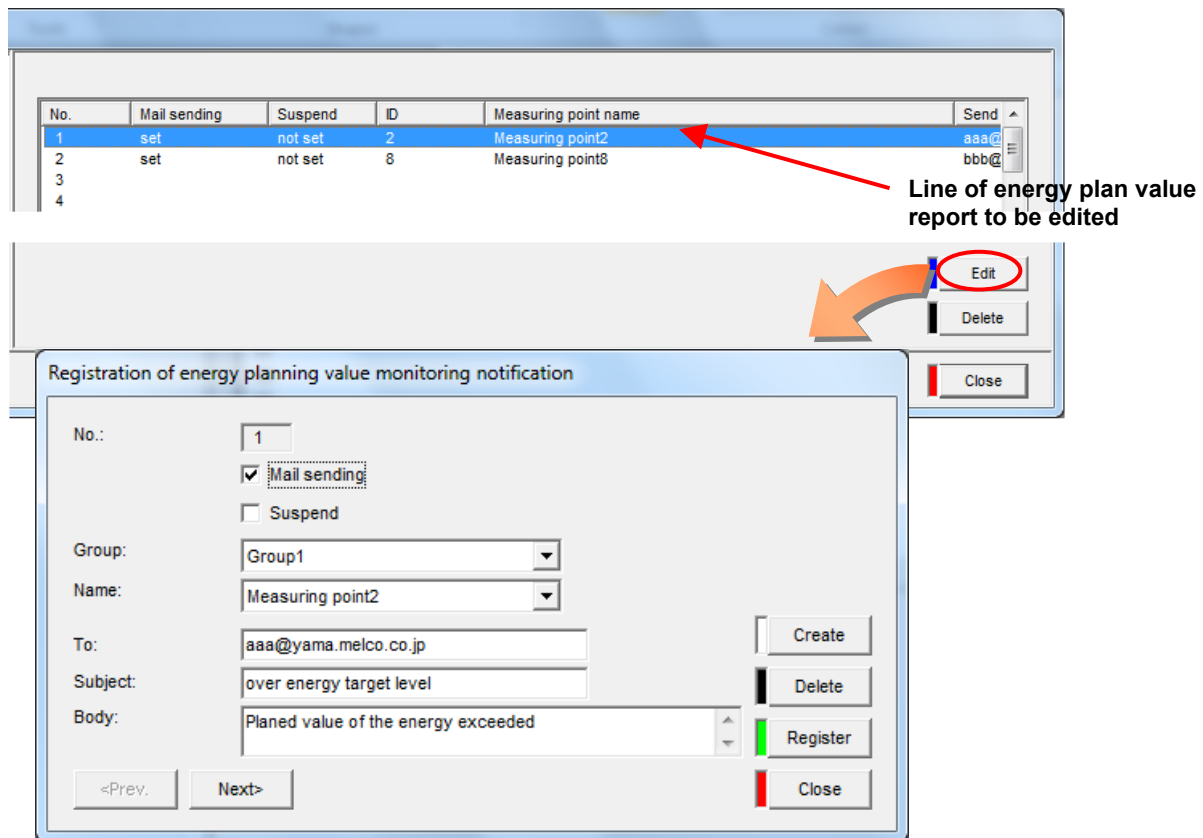 No. Mail sending Suspend ID Measuring point name Send
1 set not set 2 Measuring point2 aaa@
2 set not set 8 Measuring point8 bbb@
3
4
Line of energy plan value
report to be edited
Edit
Delete
Close
Registration of energy planning value monitoring notification
No.: 1
Mail sending
Suspend
Group: Group1
Name: Measuring point2
To: aaa@yama.melco.co.jp
Subject: over energy target level
Body: Planed value of the energy exceeded
Create
Delete
Register
<Prev. Next> Close